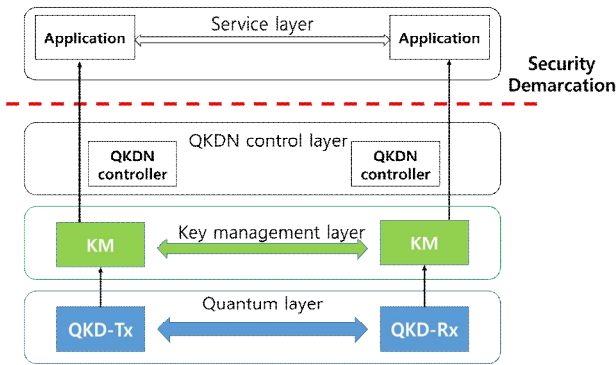 Service layer
Application
Application
Security
Demarcation
QKDN control layer
QKDN
controller
QKDN
controller
KM
Key management layer
KM
Quantum layer
QKD-Tx
QKD-Rx